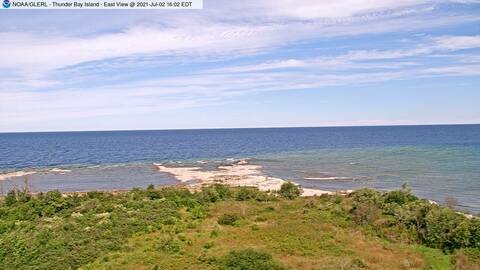 NOAA/GLERL - Thunder Bay Island - East View @ 2021-Jul-02 16:02 EDT